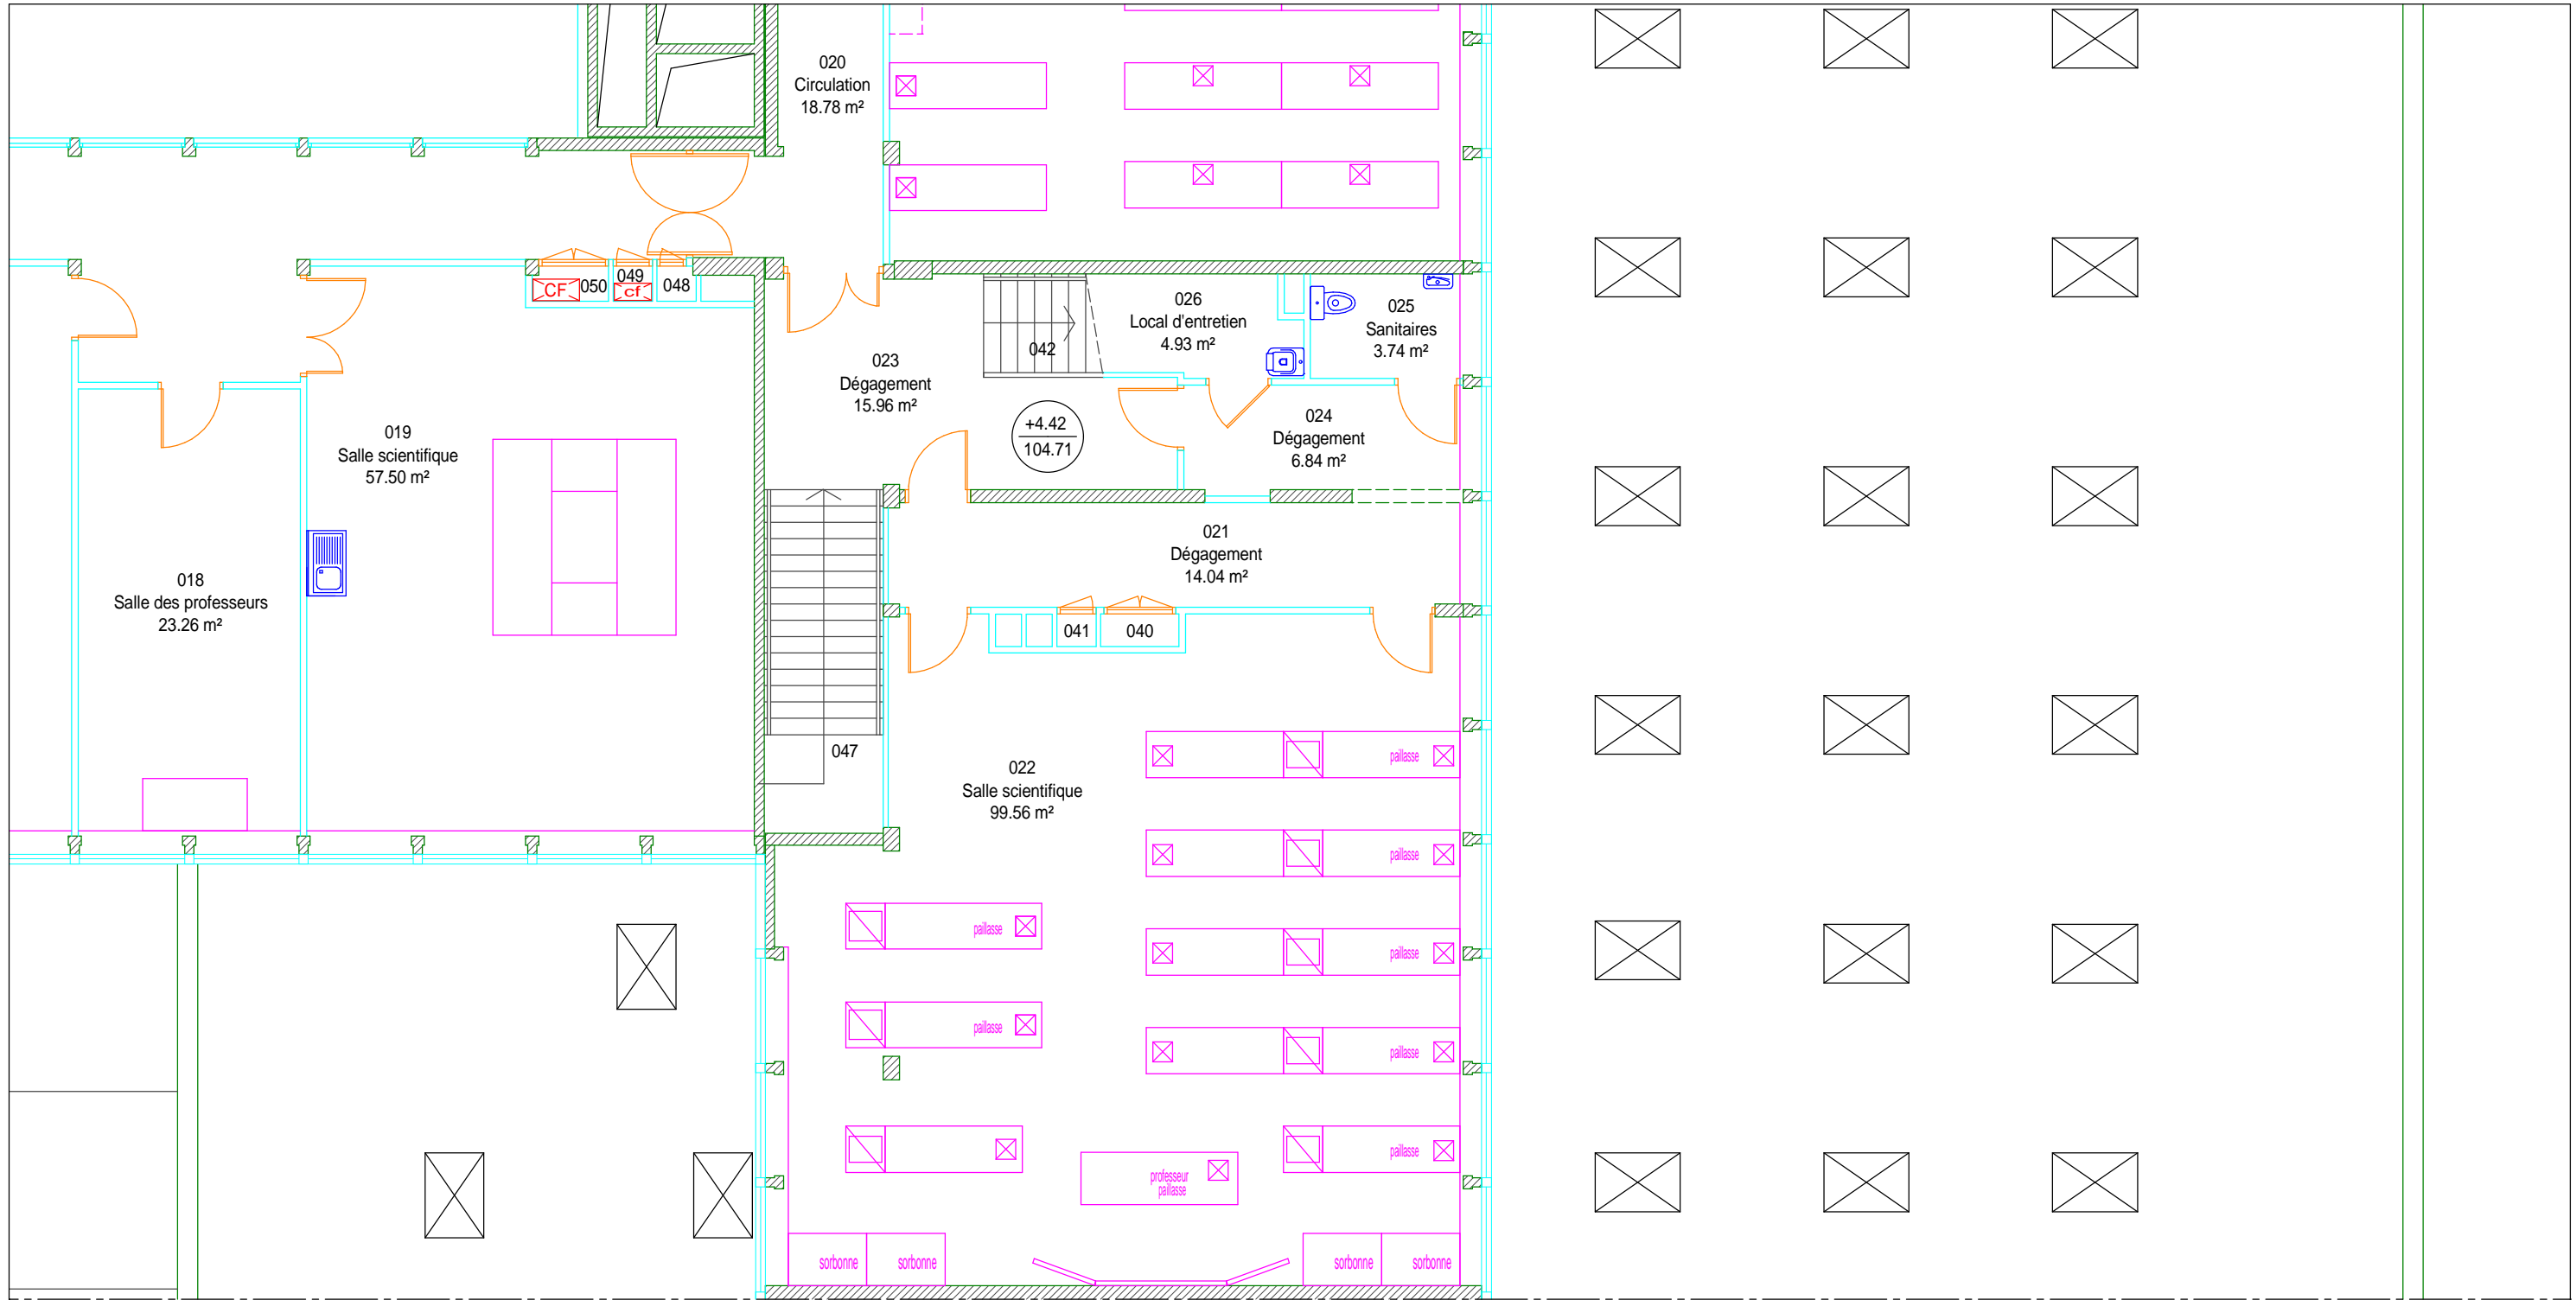 020
Circulation
18.78 m²
050
049
048
CF
cf
026
Local d'entretien
4.93 m²
025
Sanitaires
3.74 m²
042
023
Dégagement
15.96 m²
+4.42
104.71
024
Dégagement
6.84 m²
019
Salle scientifique
57.50 m²
021
Dégagement
14.04 m²
018
Salle des professeurs
23.26 m²
041
040
047
022
Salle scientifique
99.56 m²
paillasse
paillasse
paillasse
paillasse
paillasse
paillasse
paillasse
professeur
paillasse
sorbonne
sorbonne
sorbonne
sorbonne